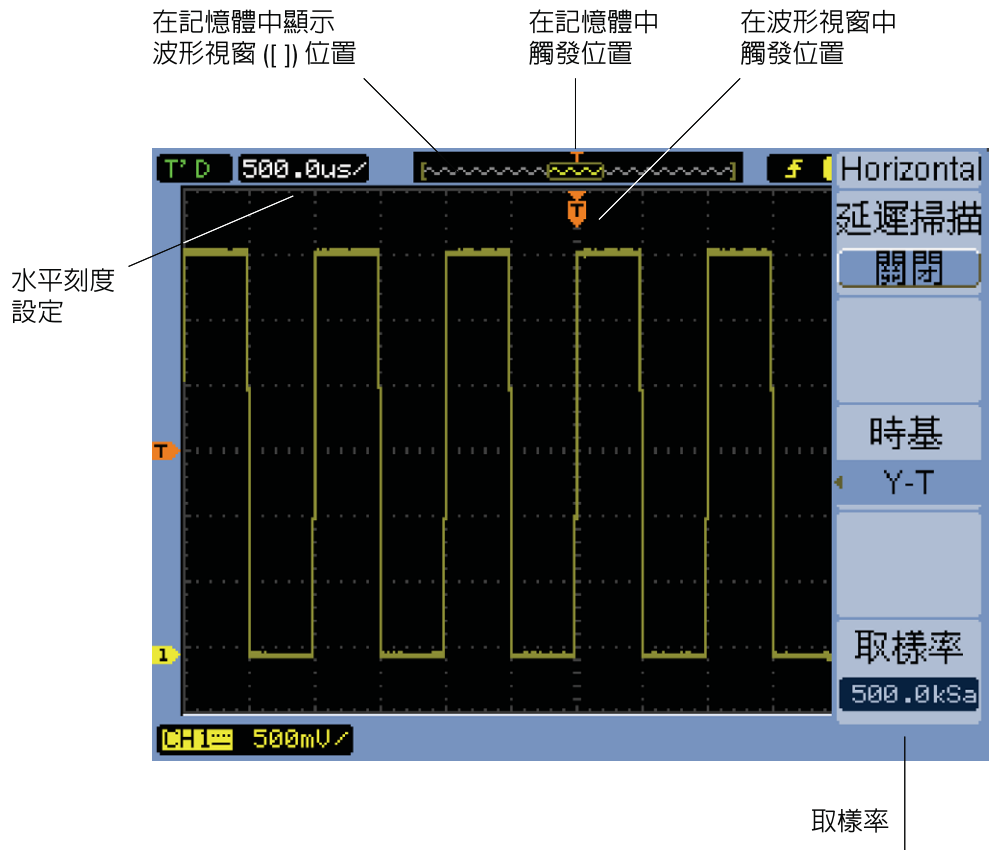 在記憶體中顯示
波形視窗 ([ ]) 位置
在記憶體中
觸發位置
在波形視窗中
觸發位置
T' D
500.0us/
T
Horizontal
延遲掃描
關閉
T
水平刻度
設定
時基
T
Y-T
1
取樣率
500.0kSa
CH1 500mV/
取樣率